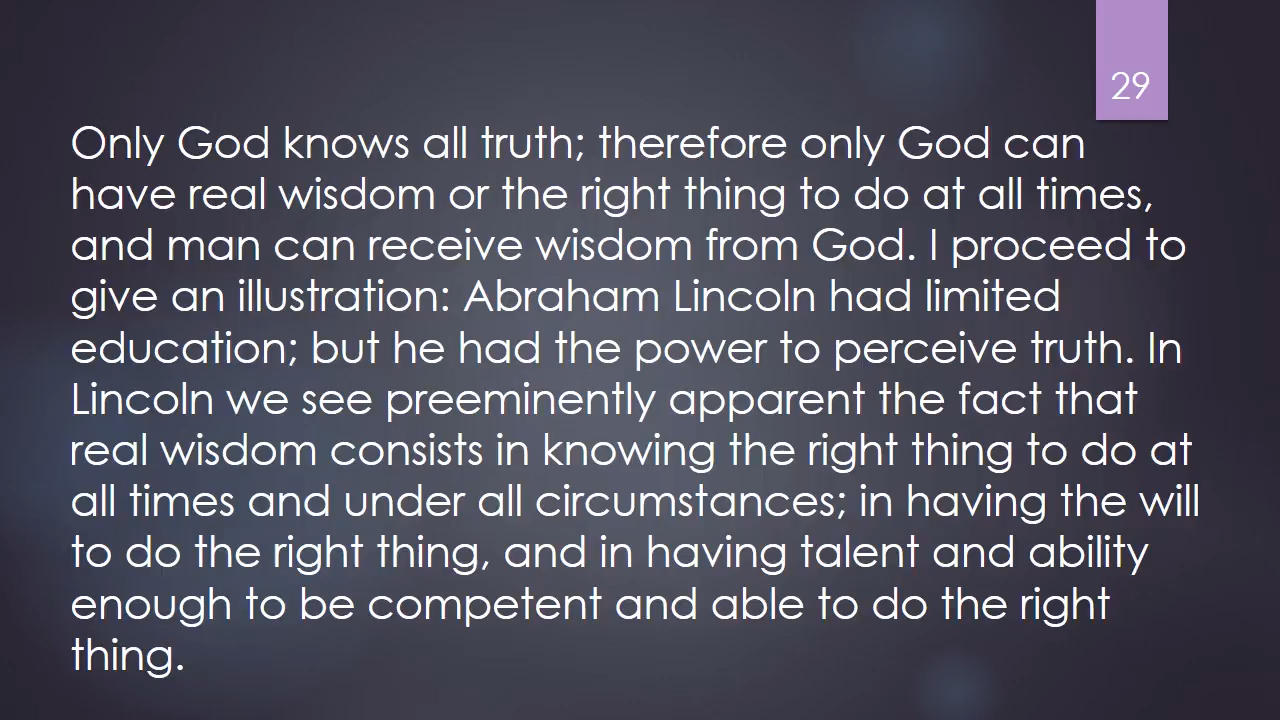 29
Only God knows all truth; therefore only God can
have real wisdom or the right thing to do at all times,
and man can receive wisdom from God. I proceed to
give an illustration: Abraham Lincoln had limited
education; but he had the power to perceive truth. In
Lincoln we see preeminently apparent the fact that
real wisdom consists in knowing the right thing to do at
all times and under all circumstances; in having the will
to do the right thing, and in having talent and ability
enough to be competent and able to do the right
thing.